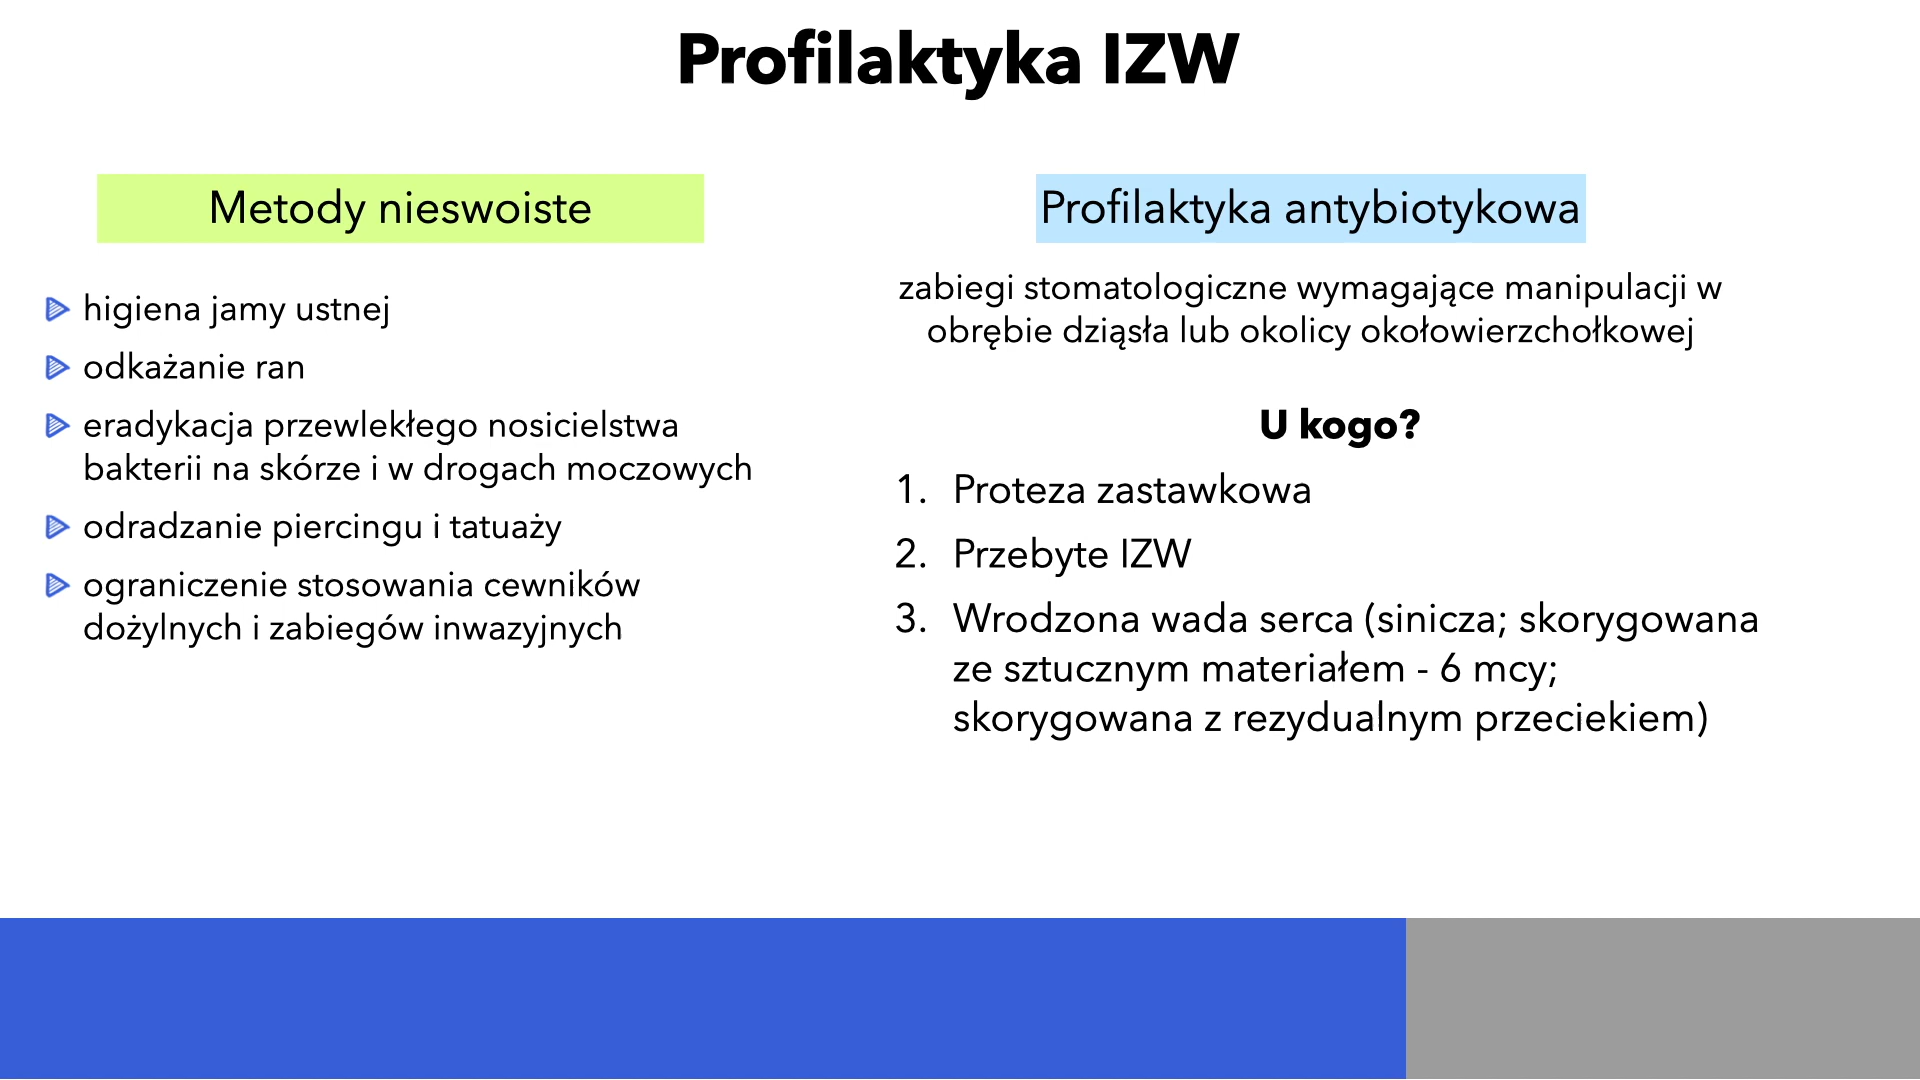 Profilaktyka IZW
Metody nieswoiste
higiena jamy ustnej
odkażanie ran
eradykacja przewlekłego nosicielstwa
bakterii na skórze i w drogach moczowych
odradzanie piercingu i tatuaży
ograniczenie stosowania cewników
dożylnych i zabiegów inwazyjnych
Profilaktyka antybiotykowa
zabiegi stomatologiczne wymagające manipulacji w
obrębie dziąsła lub okolicy okołowierzchołkowej
U kogo?
1. Proteza zastawkowa
2. Przebyte IZW
3. Wrodzona wada serca (sinicza; skorygowana
ze sztucznym materiałem - 6 mcy;
skorygowana z rezydualnym przeciekiem)